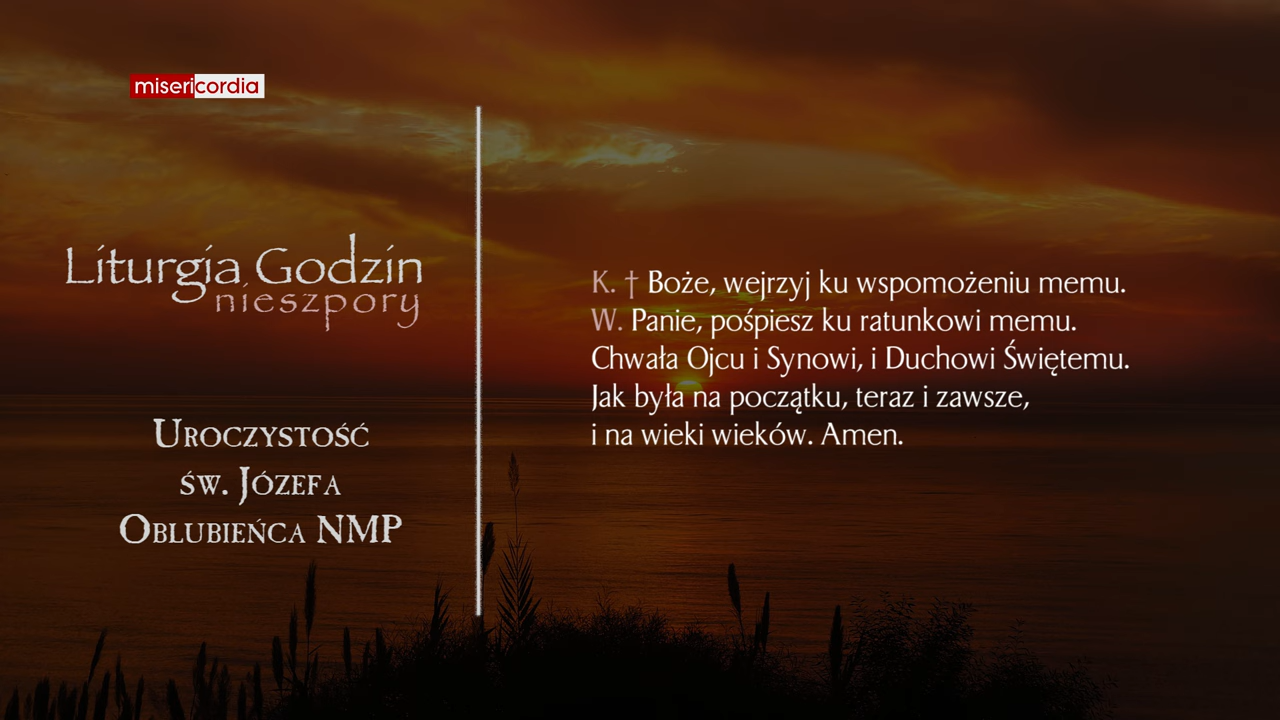 misericordia
Liturgia Godzin
nieszpory
Uroczystość
św. Józefa
Oblubieńca NMP
K. † Boże, wejrzyj ku wspomożeniu memu.
W. Panie, pośpiesz ku ratunkowi memu.
Chwała Ojcu i Synowi, i Duchowi Świętemu.
Jak była na początku, teraz i zawsze,
i na wieki wieków. Amen.